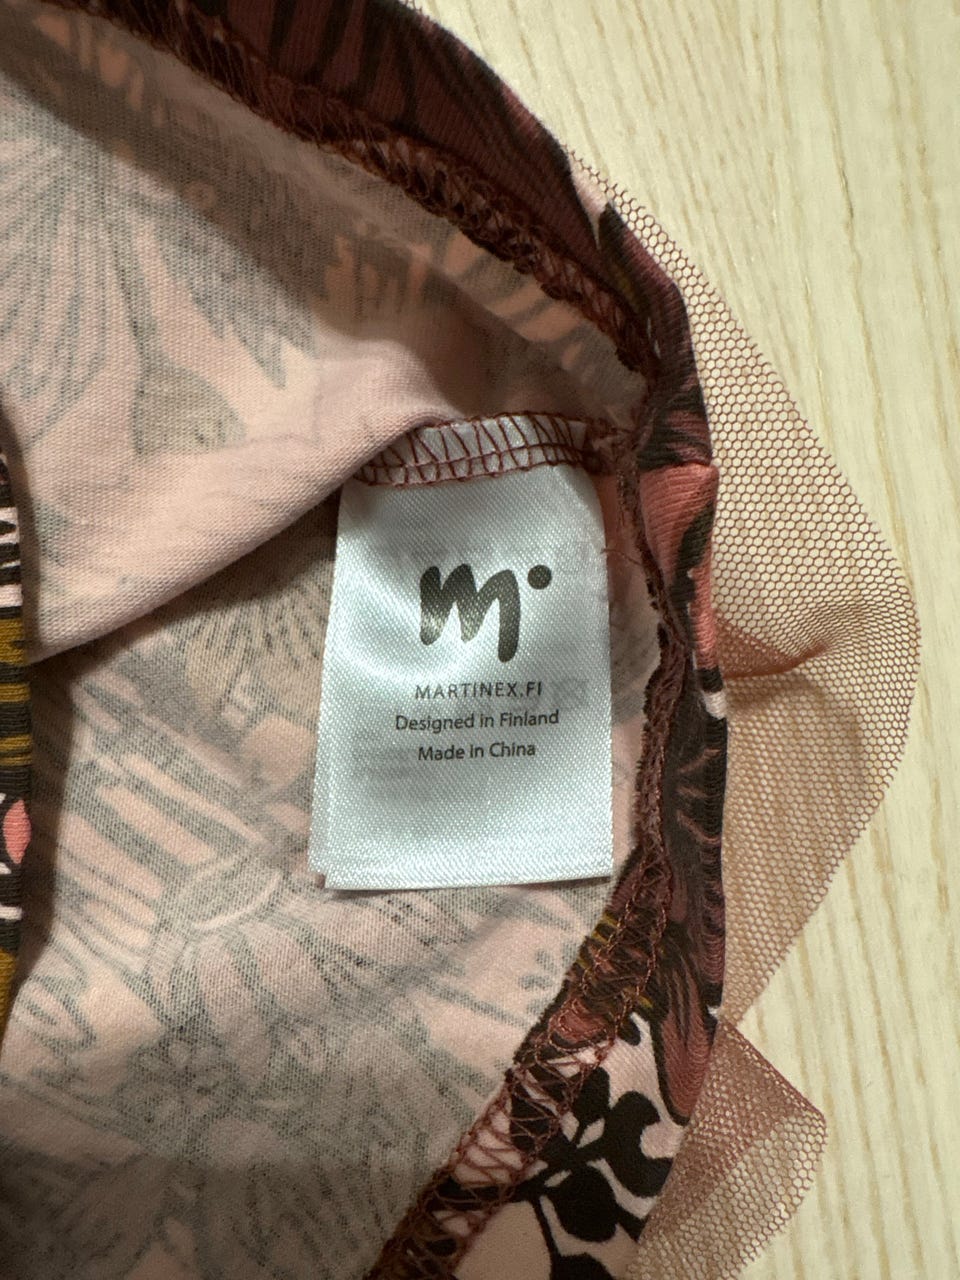 m
MARTINEX.FI
Designed in Finland
Made in China